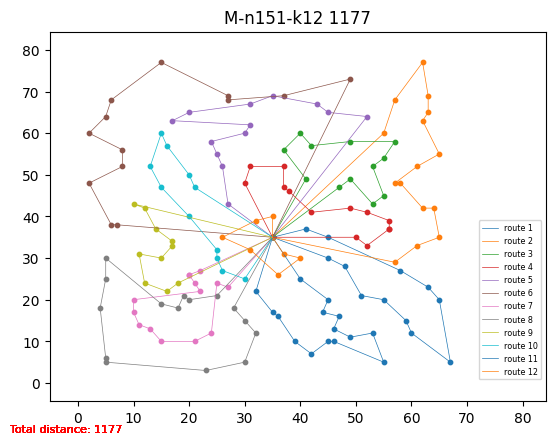 M-n151-k12 1177
80
70
60
50
40
30
20
10
0
route 1
route 2
route 3
route 4
route 5
route 6
route 7
route 8
route 9
route 10
route 11
route 12
0 10 20 30 40 50 60 70 80
Total distance: 1177